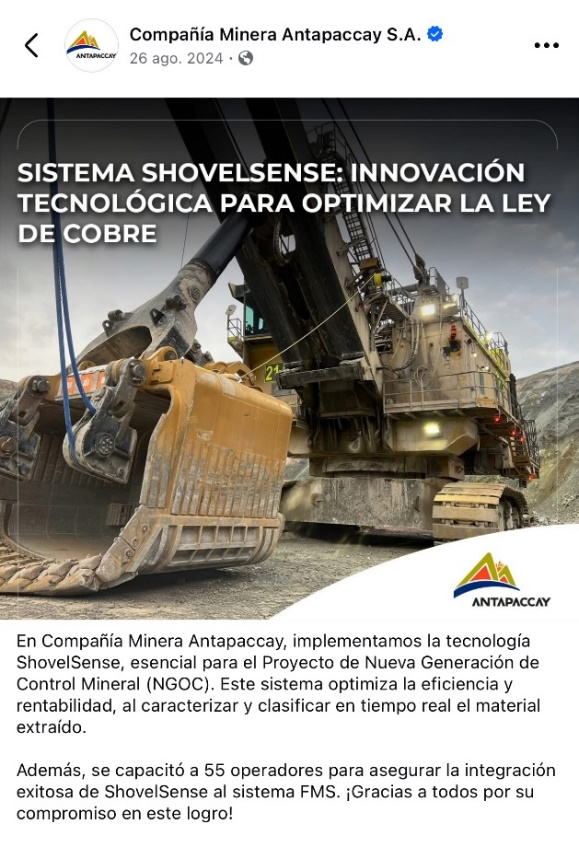 Compañía Minera Antapaccay S.A.
26 ago. 2024 ·
ANTAPACCAY
SISTEMA SHOVELSENSE: INNOVACIÓN
TECNOLÓGICA PARA OPTIMIZAR LA LEY
DE COBRE
21
ANTAPACCAY
En Compañía Minera Antapaccay, implementamos la tecnología
ShovelSense, esencial para el Proyecto de Nueva Generación de
Control Mineral (NGOC). Este sistema optimiza la eficiencia y
rentabilidad, al caracterizar y clasificar en tiempo real el material
extraído.
Además, se capacitó a 55 operadores para asegurar la integración
exitosa de ShovelSense al sistema FMS. ¡Gracias a todos por su
compromiso en este logro!